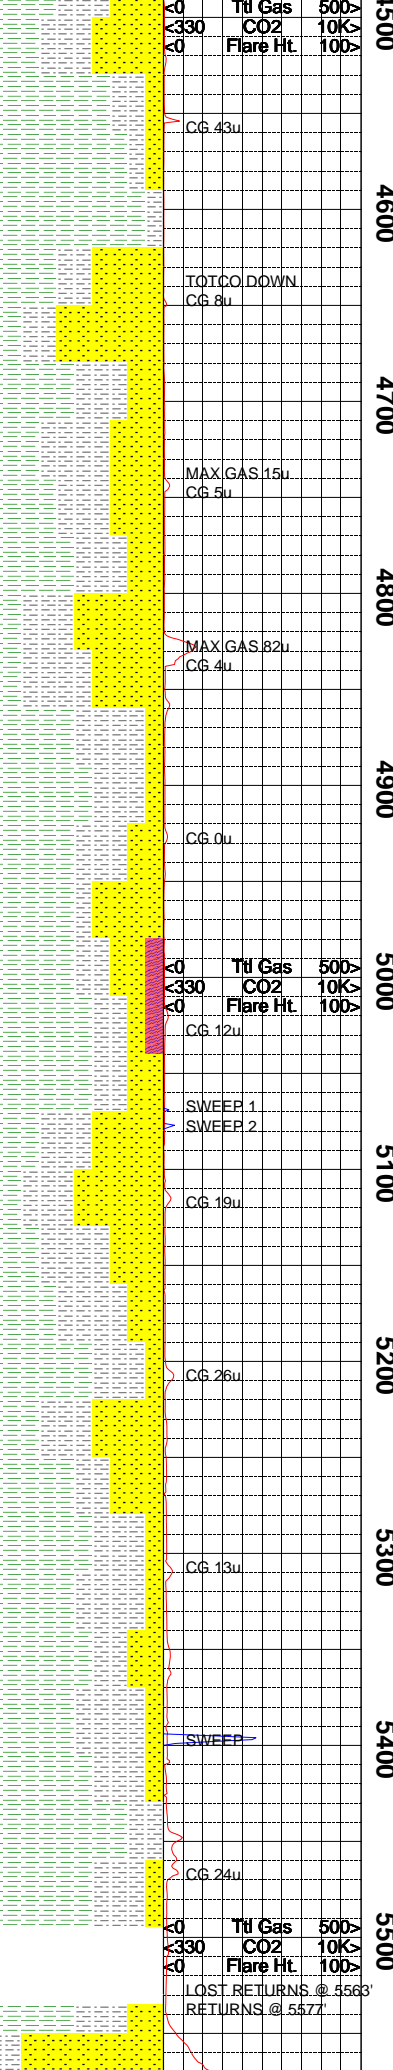 <0 Ttl Gas 500>
<330 CO2 10K>
<0 Flare Ht. 100>
4500
CG 43u
4600
TOTCO DOWN
CG 8u
4700
MAX GAS 15u
CG 5u
4800
MAX GAS 82u
CG 4u
4900
CG 0u
<0 Ttl Gas 500>
<330 CO2 10K>
<0 Flare Ht. 100>
5000
CG 12u
SWEEP 1
SWEEP 2
5100
CG 19u
5200
CG 26u
5300
CG 13u
5400
SWEEP
CG 24u
<0 Ttl Gas 500>
<330 CO2 10K>
<0 Flare Ht. 100>
5500
LOST RETURNS @ 5563'
RETURNS @ 5577'